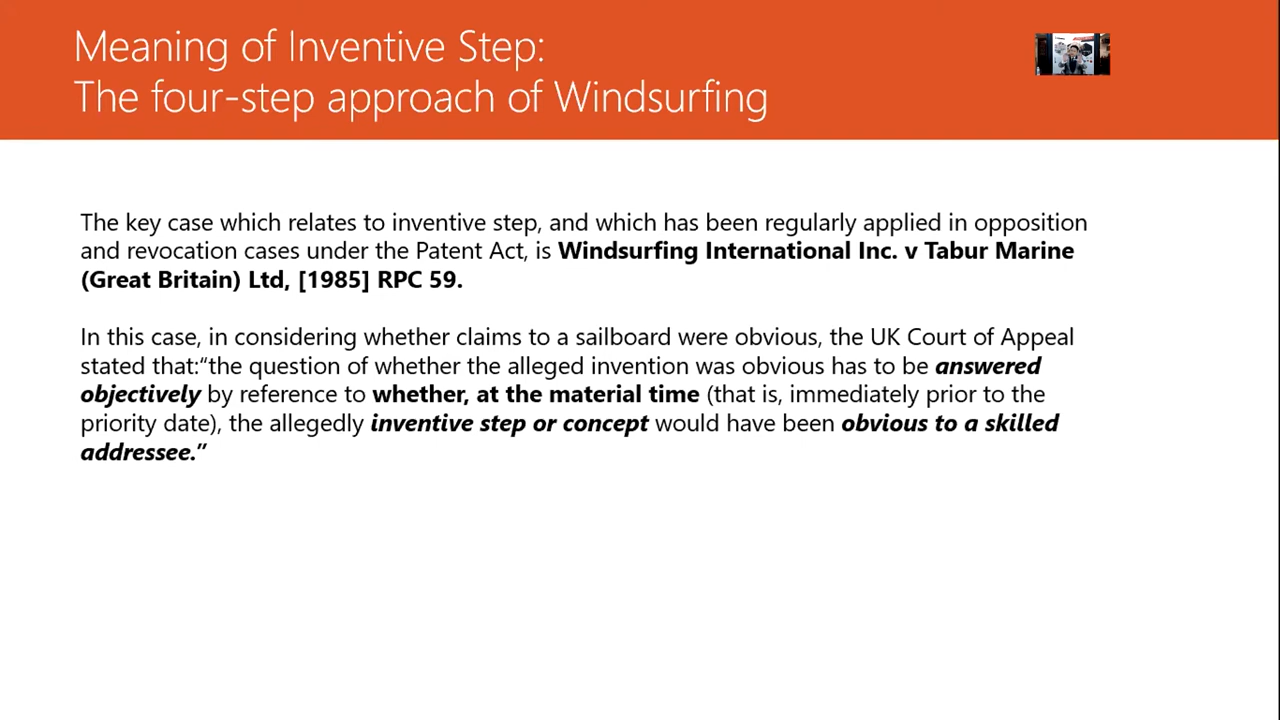 Meaning of Inventive Step:
The four-step approach of Windsurfing
The key case which relates to inventive step, and which has been regularly applied in opposition
and revocation cases under the Patent Act, is Windsurfing International Inc. v Tabur Marine
(Great Britain) Ltd, [1985] RPC 59.
In this case, in considering whether claims to a sailboard were obvious, the UK Court of Appeal
stated that:“the question of whether the alleged invention was obvious has to be answered
objectively by reference to whether, at the material time (that is, immediately prior to the
priority date), the allegedly inventive step or concept would have been obvious to a skilled
addressee.”